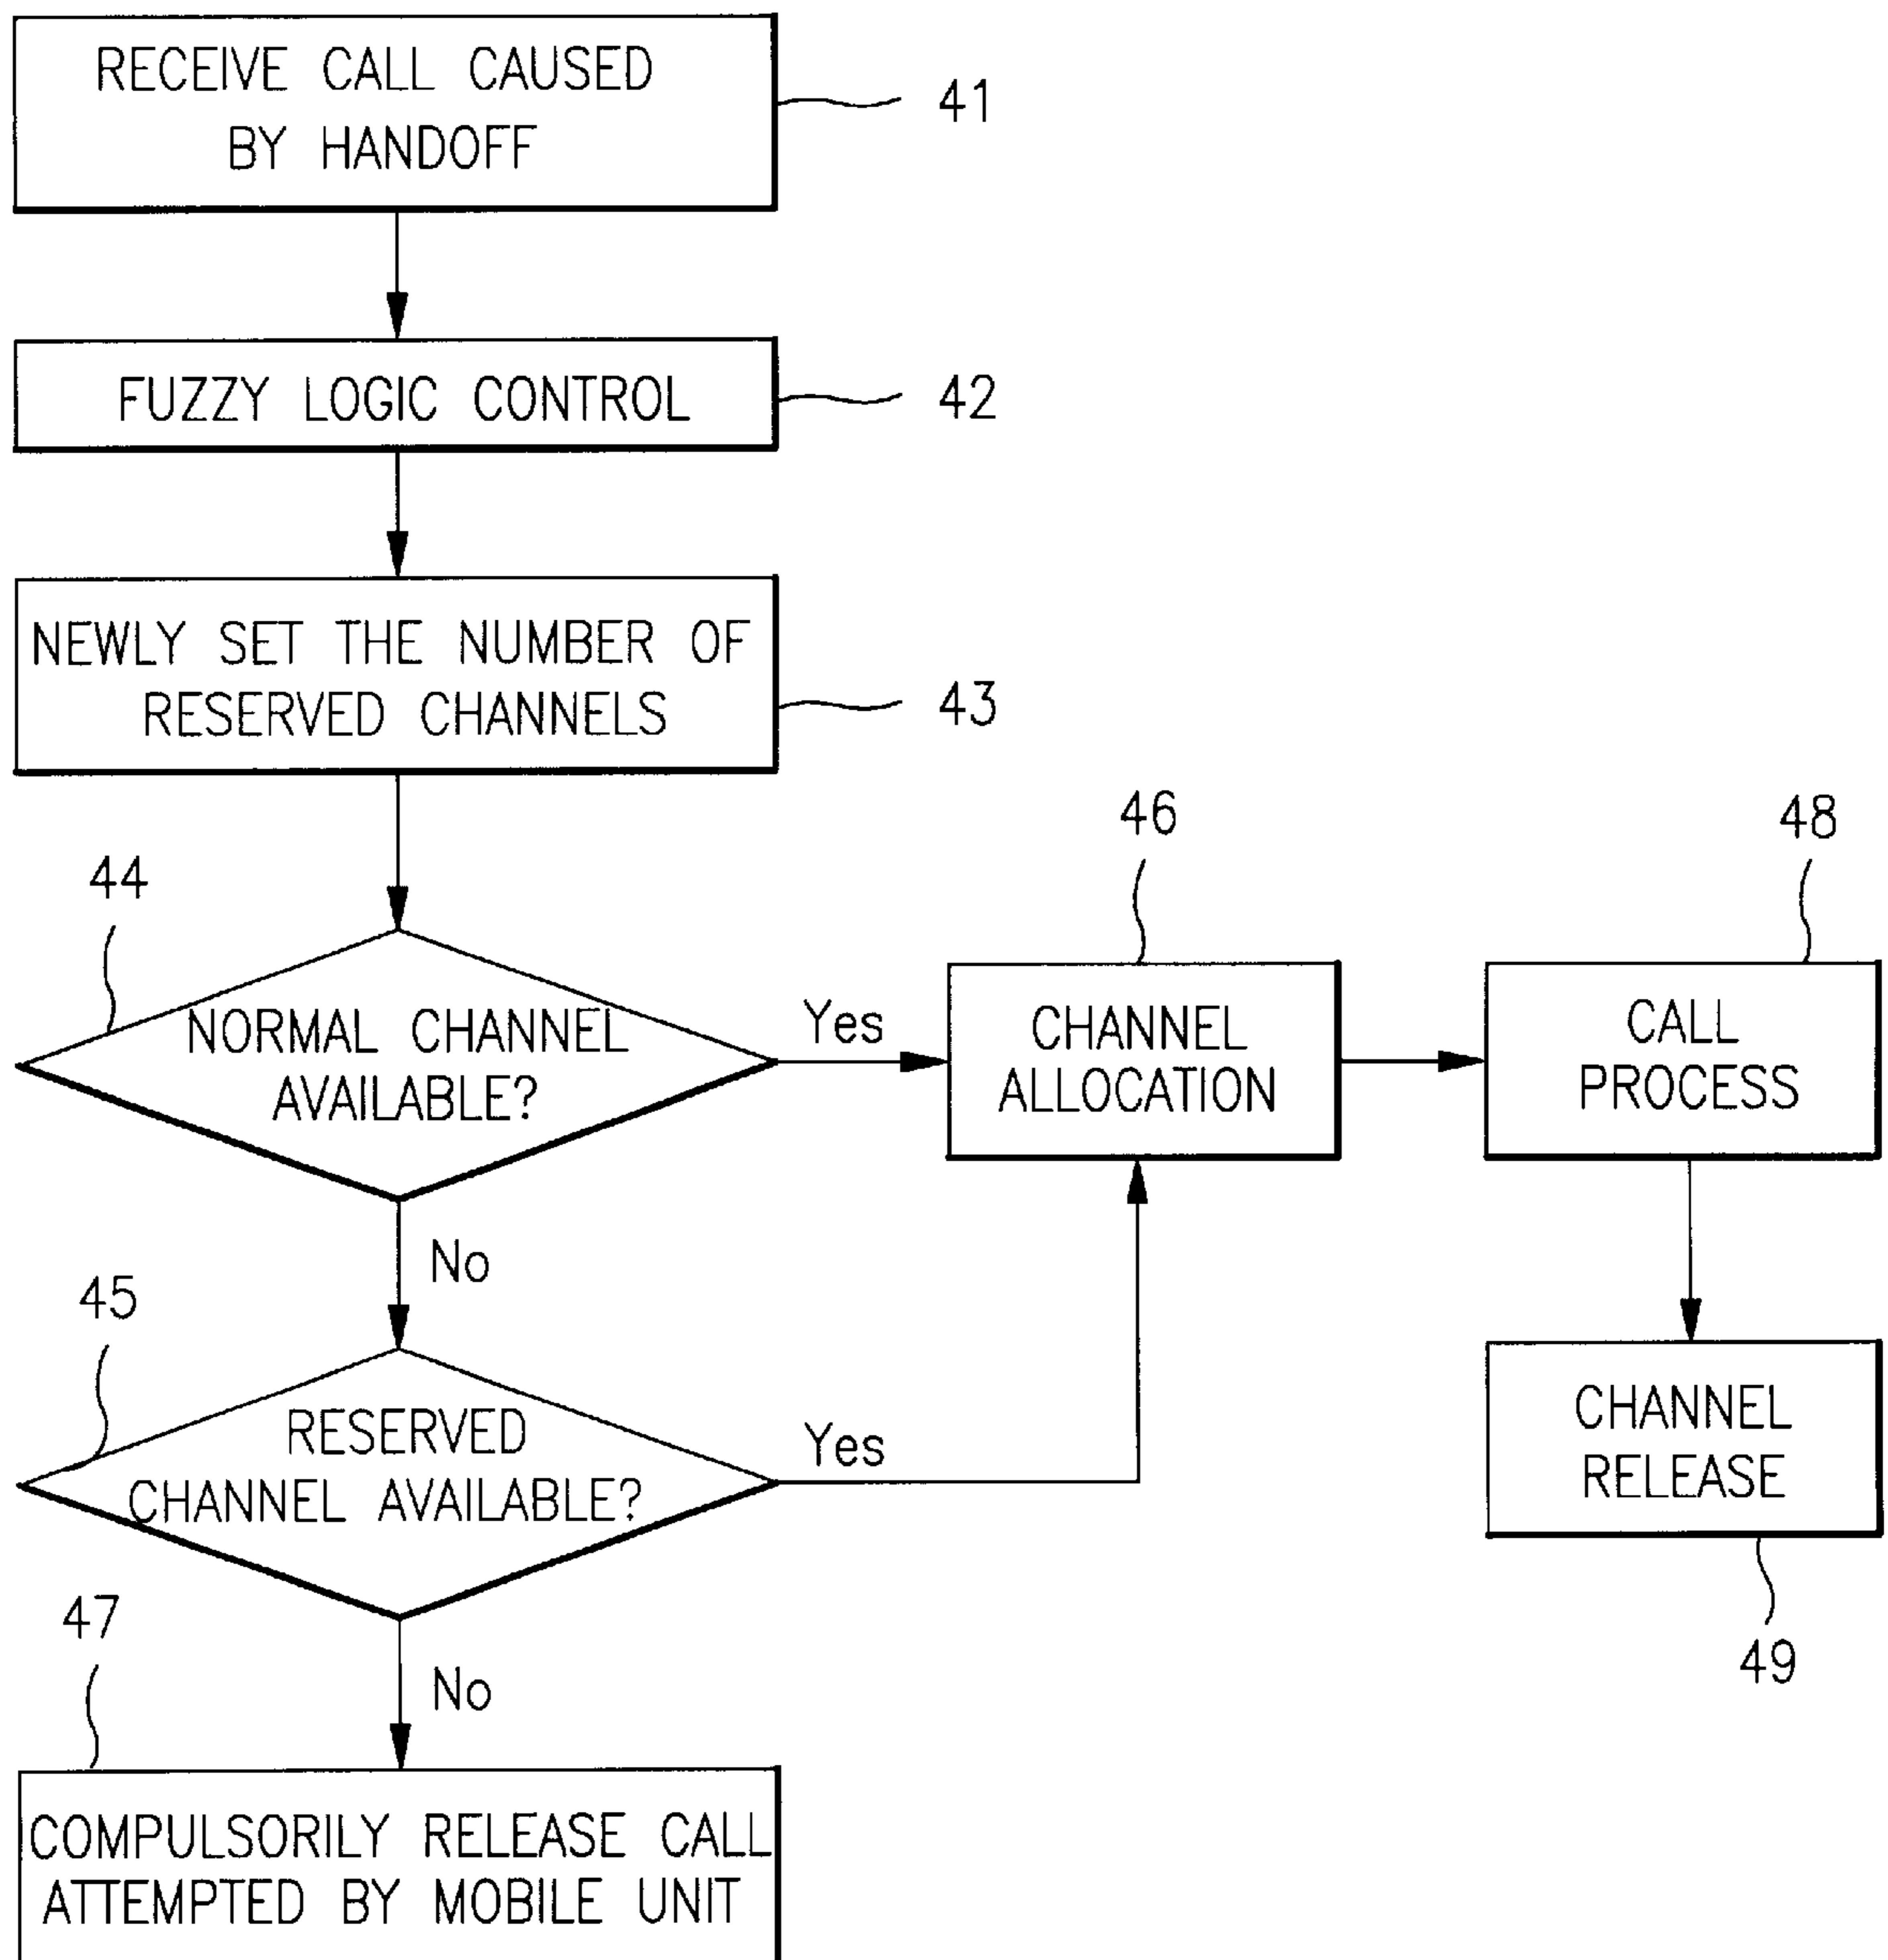 RECEIVE CALL CAUSED
BY HANDOFF
41
FUZZY LOGIC CONTROL
42
NEWLY SET THE NUMBER OF
RESERVED CHANNELS
43
44
NORMAL CHANNEL
AVAILABLE?
Yes
No
46
CHANNEL
ALLOCATION
48
CALL
PROCESS
45
RESERVED
CHANNEL AVAILABLE?
Yes
No
CHANNEL
RELEASE
49
47
COMPULSORILY RELEASE CALL
ATTEMPTED BY MOBILE UNIT